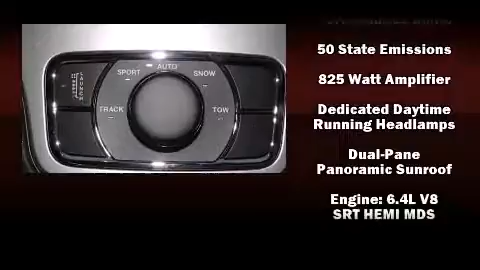 50 State Emissions
825 Watt Amplifier
Dedicated Daytime
Running Headlamps
Dual-Pane
Panoramic Sunroof
Engine: 6.4L V8
SRT HEMI MDS
AUTO
SPORT
SNOW
TRACK
TOW